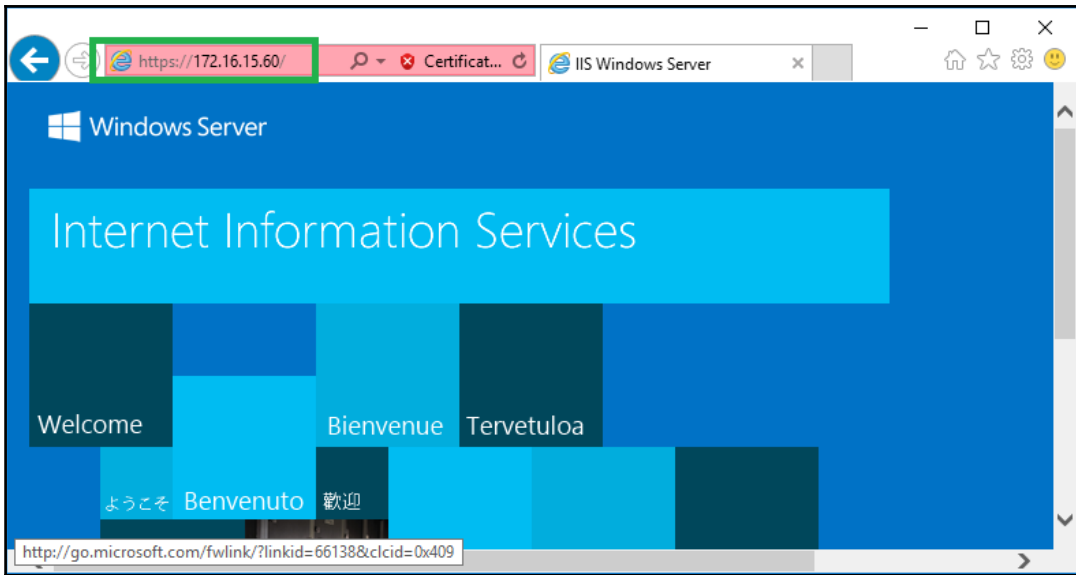 https://172.16.15.60/
Certificat...
IIS Windows Server
Windows Server
Internet Information Services
Welcome
Bienvenue
Tervetuloa
ようこそ
Benvenuto
歡迎
http://go.microsoft.com/fwlink/?linkid=66138&clcid=0x409